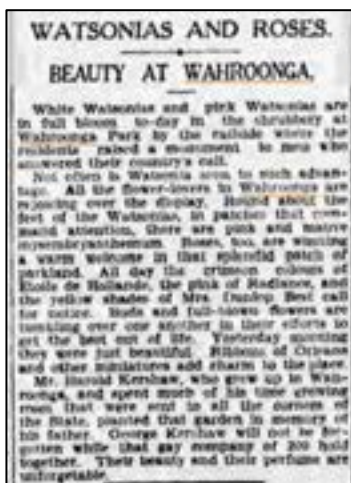 WATSONIAS AND ROSES.
BEAUTY AT WAHROONGA.
White Watsonias and pink Watsonias are
in full bloom to-day in the shrubbery at
Wahroonga Park by the railside where the
residents raised a monument to men who
answered their country's call.
Not often is Watsonia seen to such advan-
tage. All the flower-lovers in Wahroonga are
rejoicing over the display. Round about the
feet of the Watsonias, in patches that com-
mand attention, there are pink and mauve
mysembryanthemum. Roses, too, are winning
a warm welcome in that splendid patch of
parkland. All day the crimson colours of
Etoile de Hollande, the pink of Radiance, and
the yellow shades of Mrs. Dunlop Best call
for notice. Buds and full-blown flowers are
tumbling over one another in their efforts to
get the best out of life. Yesterday morning
they were just beautiful. Ribbons of Orleans
and other miniatures add charm to the place.
Mr. Harold Kershaw, who grew up in Wah-
roonga, and spent much of his time growing
roses that were sent to all the corners of
the State, planted that garden in memory of
his father. George Kershaw will not be for-
gotten while that gay company of 200 hold
together. Their beauty and their perfume are
unforgetable.